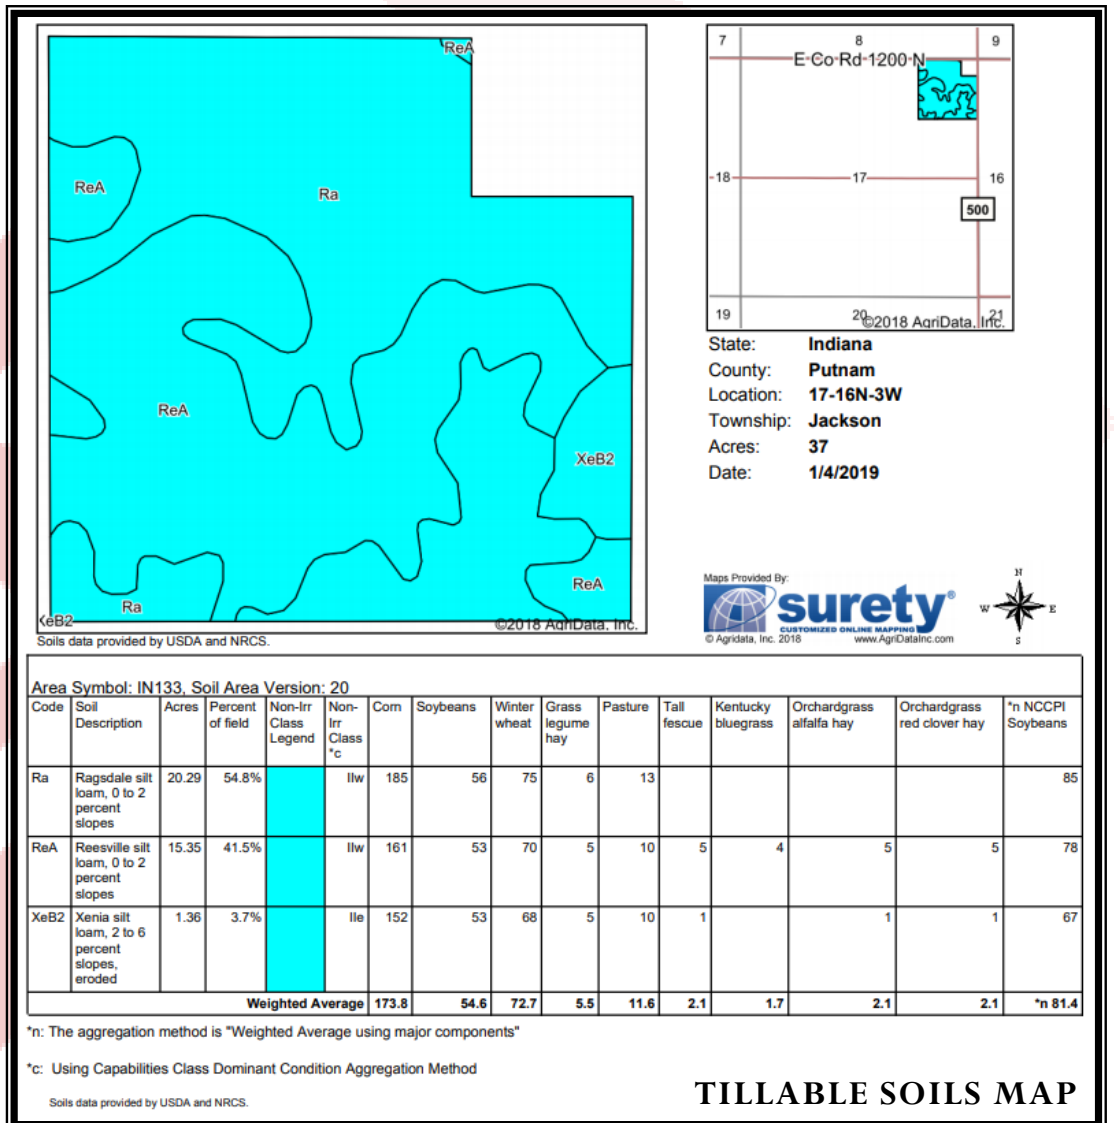 ReA
ReA
Ra
ReA
XeB2
ReA
Ra
XeB2
©2018 AgriData, Inc.
Soils data provided by USDA and NRCS.
7 8 9
E Co Rd 1200 N
18 17 16
500
19 20 21
©2018 AgriData, Inc.
State: Indiana
County: Putnam
Location: 17-16N-3W
Township: Jackson
Acres: 37
Date: 1/4/2019
Maps Provided By:
surety®
CUSTOMIZED ONLINE MAPPING
© Agridata, Inc. 2018 www.AgriDataInc.com
N
W E
S
Area Symbol: IN133, Soil Area Version: 20
Code Soil Description Acres Percent of field Non-Irr Class Legend Non-Irr Class *c Corn Soybeans Winter wheat Grass legume hay Pasture Tall fescue Kentucky bluegrass Orchardgrass alfalfa hay Orchardgrass red clover hay *n NCCPI Soybeans
Ra Ragsdale silt loam, 0 to 2 percent slopes 20.29 54.8% IIw 185 56 75 6 13 85
ReA Reesville silt loam, 0 to 2 percent slopes 15.35 41.5% IIw 161 53 70 5 10 5 4 5 5 78
XeB2 Xenia silt loam, 2 to 6 percent slopes, eroded 1.36 3.7% IIe 152 53 68 5 10 1 1 1 67
Weighted Average 173.8 54.6 72.7 5.5 11.6 2.1 1.7 2.1 2.1 *n 81.4
*n: The aggregation method is "Weighted Average using major components"
*c: Using Capabilities Class Dominant Condition Aggregation Method
Soils data provided by USDA and NRCS.
TILLABLE SOILS MAP